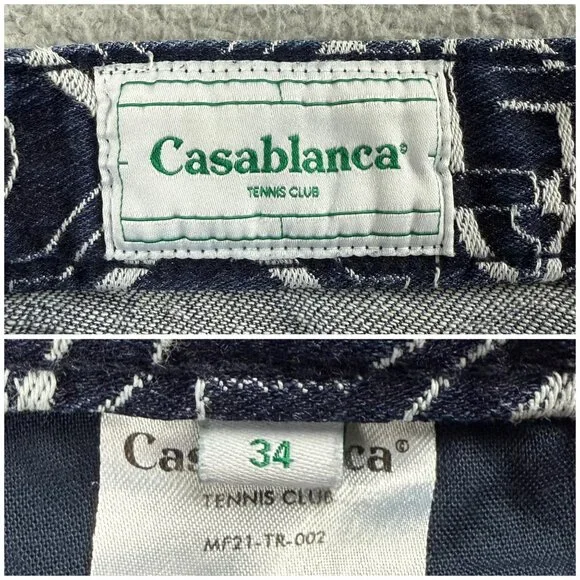 Casablanca®
TENNIS CLUB
34
Cas ca®
TENNIS CLUB
MF21-TR-002